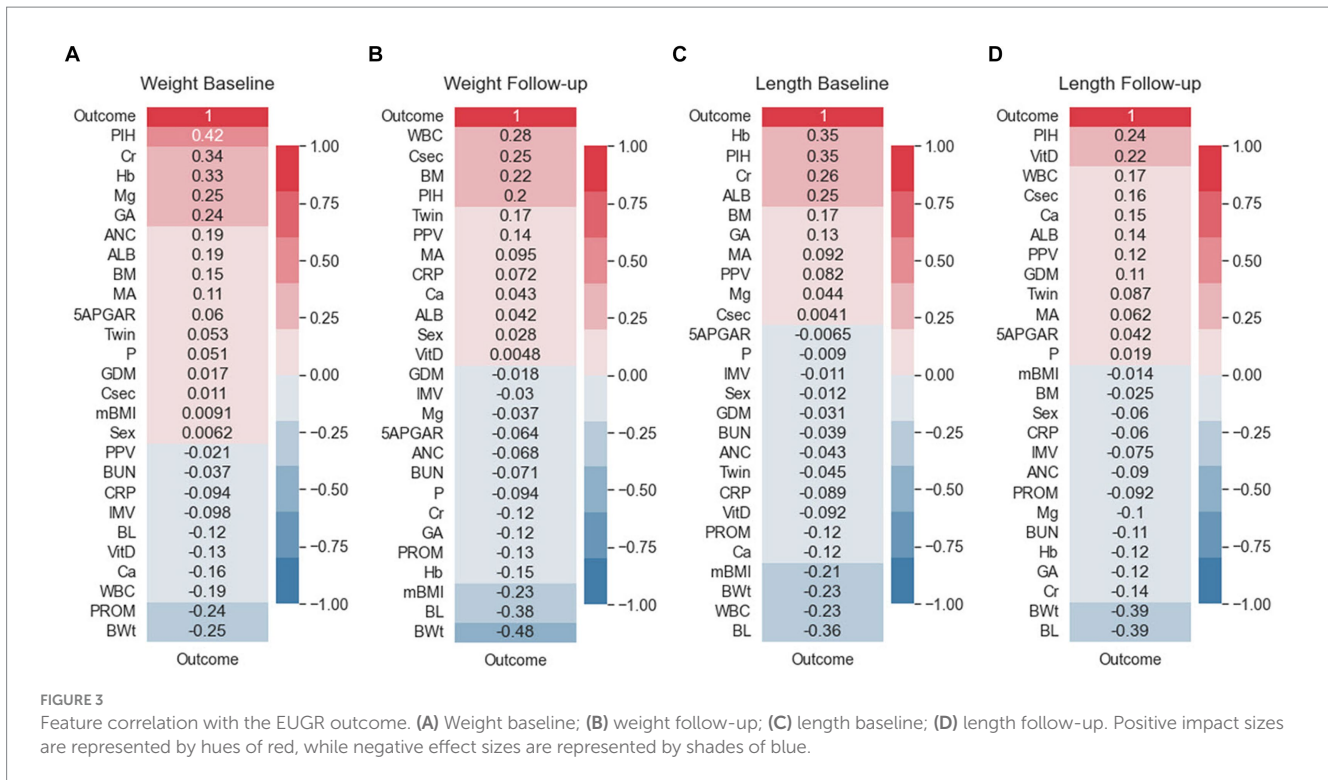 A
Weight Baseline
Outcome 1
PIH 0.42
Cr 0.34
Hb 0.33
Mg 0.25
GA 0.24
ANC 0.19
ALB 0.19
BM 0.15
MA 0.11
5APGAR 0.06
Twin 0.053
P 0.051
GDM 0.017
Csec 0.011
mBMI 0.0091
Sex 0.0062
PPV -0.021
BUN -0.037
CRP -0.094
IMV -0.098
BL -0.12
VitD -0.13
Ca -0.16
WBC -0.19
PROM -0.24
BWt -0.25
Outcome
1.00
0.75
0.50
0.25
0.00
−0.25
−0.50
−0.75
−1.00
B
Weight Follow-up
Outcome 1
WBC 0.28
Csec 0.25
BM 0.22
PIH 0.2
Twin 0.17
PPV 0.14
MA 0.095
CRP 0.072
Ca 0.043
ALB 0.042
Sex 0.028
VitD 0.0048
GDM -0.018
IMV -0.03
Mg -0.037
5APGAR -0.064
ANC -0.068
BUN -0.071
P -0.094
Cr -0.12
GA -0.12
PROM -0.13
Hb -0.15
mBMI -0.23
BL -0.38
BWt -0.48
Outcome
1.00
0.75
0.50
0.25
0.00
−0.25
−0.50
−0.75
−1.00
C
Length Baseline
Outcome 1
Hb 0.35
PIH 0.35
Cr 0.26
ALB 0.25
BM 0.17
GA 0.13
MA 0.092
PPV 0.082
Mg 0.044
Csec 0.0041
5APGAR -0.0065
P -0.009
IMV -0.011
Sex -0.012
GDM -0.031
BUN -0.039
ANC -0.043
Twin -0.045
CRP -0.089
VitD -0.092
PROM -0.12
Ca -0.12
mBMI -0.21
BWt -0.23
WBC -0.23
BL -0.36
Outcome
1.00
0.75
0.50
0.25
0.00
−0.25
−0.50
−0.75
−1.00
D
Length Follow-up
Outcome 1
PIH 0.24
VitD 0.22
WBC 0.17
Csec 0.16
Ca 0.15
ALB 0.14
PPV 0.12
GDM 0.11
Twin 0.087
MA 0.062
5APGAR 0.042
P 0.019
mBMI -0.014
BM -0.025
Sex -0.06
CRP -0.06
IMV -0.075
ANC -0.09
PROM -0.092
Mg -0.1
BUN -0.11
Hb -0.12
GA -0.12
Cr -0.14
BWt -0.39
BL -0.39
Outcome
1.00
0.75
0.50
0.25
0.00
−0.25
−0.50
−0.75
−1.00
FIGURE 3
Feature correlation with the EUGR outcome. (A) Weight baseline; (B) weight follow-up; (C) length baseline; (D) length follow-up. Positive impact sizes
are represented by hues of red, while negative effect sizes are represented by shades of blue.